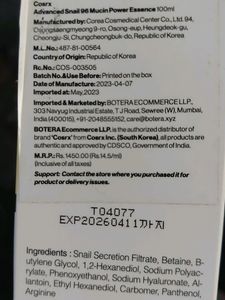 Cosrx
Advanced Snail 96 Mucin Power Essence 100ml
Manufactured by: Corea Cosmedical Center Co., Ltd. 94,
Osongsaengmyeong 9-ro, Osong-eup, Heungdeok-gu,
Cheongju-Si, Chungcheongbuk-do, Republic of Korea
M.L.No.: 487-81-00564
Country of Origin: Republic of Korea
Rc.No.: COS-003505
Batch No. & Use Before: Printed on the box
Date of Manufacture: 2023-04-07
Imported at: May,2023
Imported & Marketed by: BOTERA ECOMMERCE LLP.,
303 Navyug Industrial Estate, T J Road, Sewree (W), Mumbai,
India (400015), +91-2048555152, care@botera.xyz
BOTERA Ecommerce LLP. is the authorized distributor of
brand "Cosrx" from Cosrx Inc. (South Korea), all products are
authentic and approved by CDSCO, Government of India.
M.R.P.: Rs. 1450.00 (Rs.14.5/ml)
(Inclusive of all taxes)
Support: Contact the store where you purchased it for
product or delivery issues.
T04077
EXP20260411까지
Ingredients : Snail Secretion Filtrate, Betaine, B-
utylene Glycol, 1,2-Hexanediol, Sodium Polyac-
rylate, Phenoxyethanol, Sodium Hyaluronate, Al-
lantoin, Ethyl Hexanediol, Carbomer, Panthenol,
Arginine